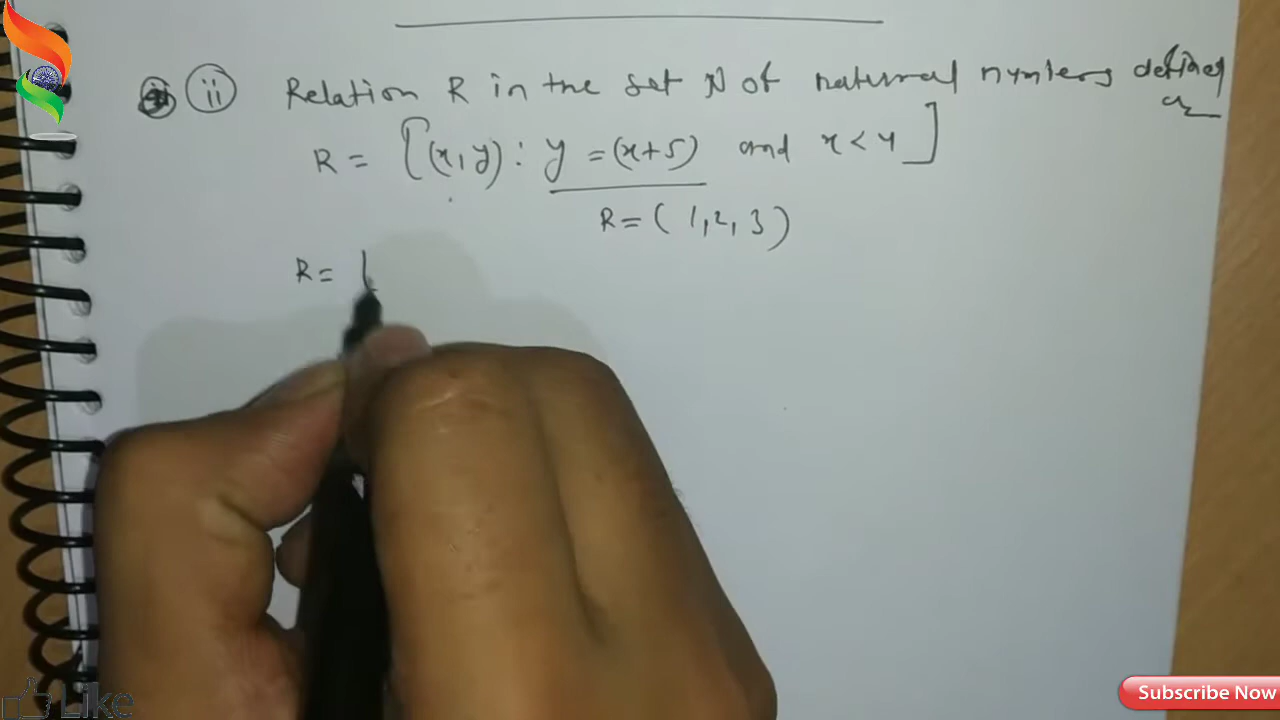 ii Relation R in the set N of natural numbers defined as
R = [(x,y) : y = (x+5) and x < 4]
R = ( 1, 2, 3 )
R = {
Like
Subscribe Now